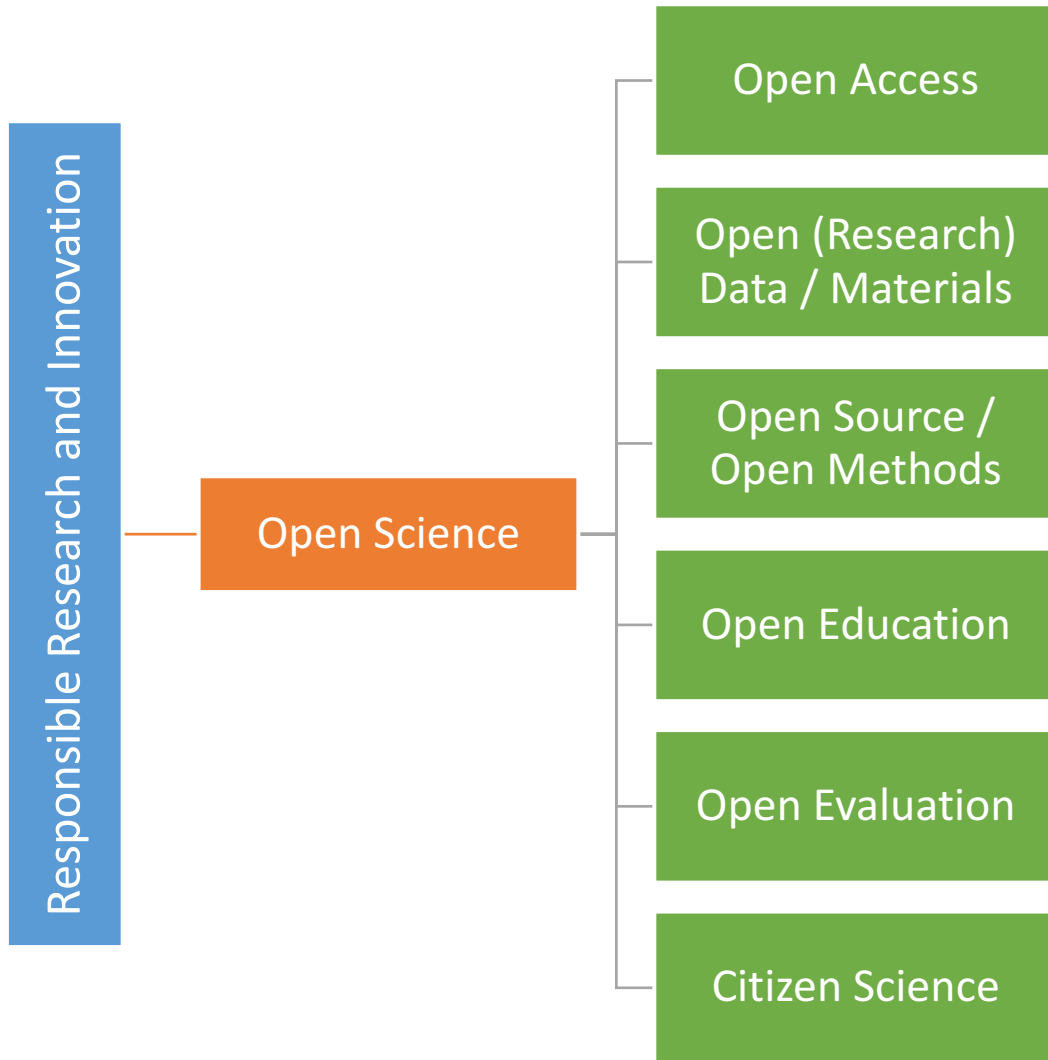 Responsible Research and Innovation
Open Science
Open Access
Open (Research)
Data / Materials
Open Source /
Open Methods
Open Education
Open Evaluation
Citizen Science